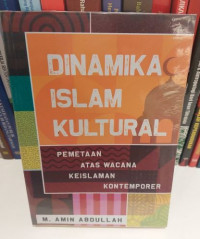 DINAMIKA
ISLAM
KULTURAL
PEMETAAN
ATAS WACANA
KEISLAMAN
KONTEMPORER
M. AMIN ABDULLAH